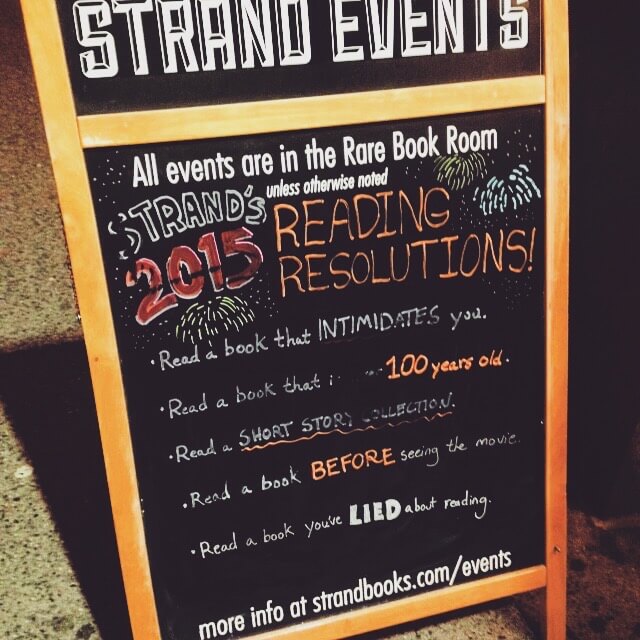 STRAND EVENTS
All events are in the Rare Book Room
unless otherwise noted
STRAND'S
2015
READING
RESOLUTIONS!
• Read a book that INTIMIDATES you.
• Read a book that 100 years old.
• Read a SHORT STORY COLLECTION.
• Read a book BEFORE seeing the movie.
• Read a book you've LIED about reading.
more info at strandbooks.com/events